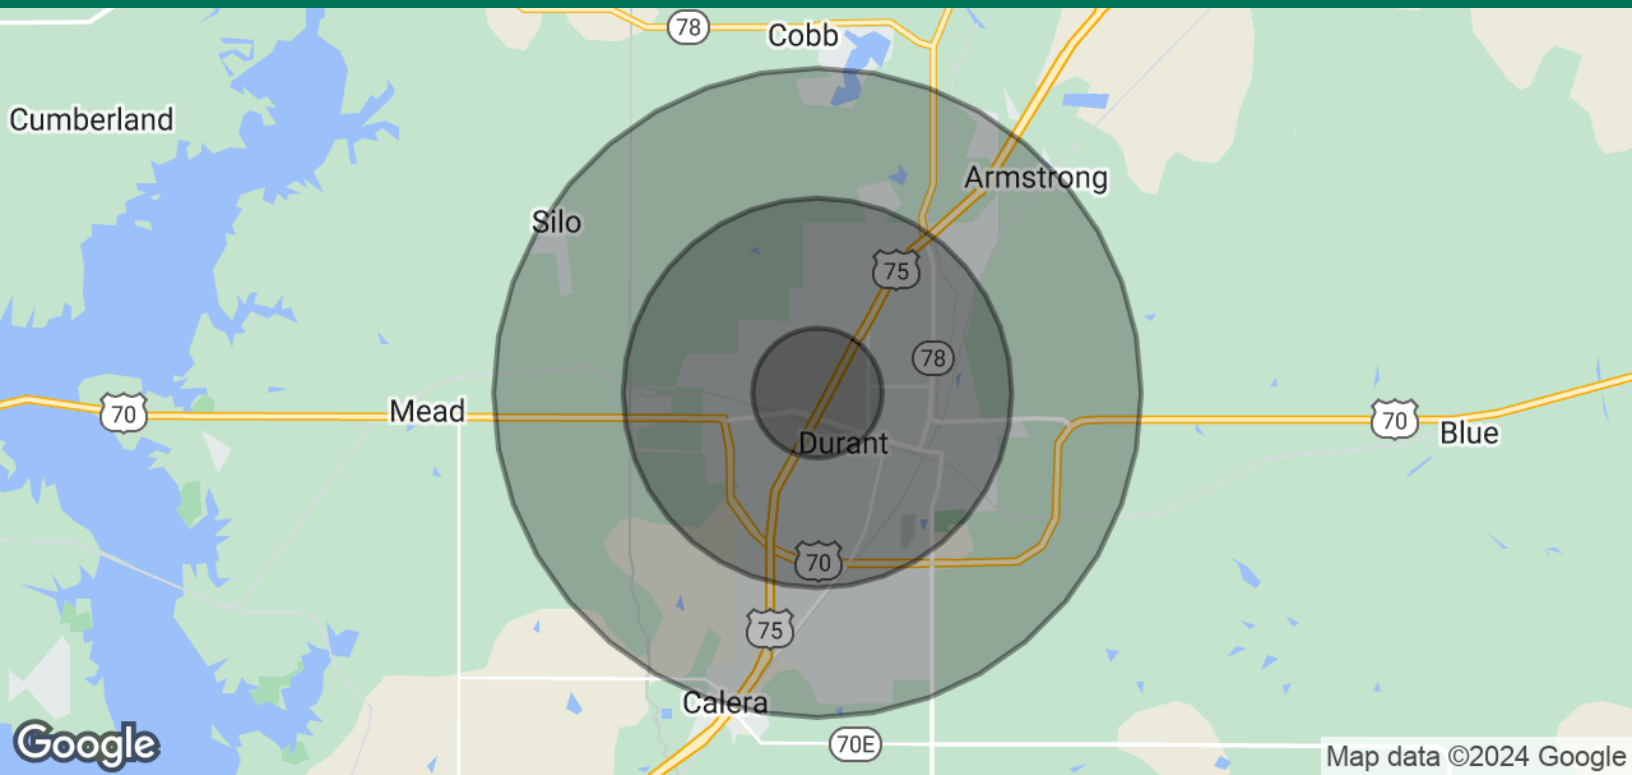 78
Cobb
Cumberland
Armstrong
Silo
75
78
70
Mead
Durant
70
Blue
70
75
Calera
70E
Google
Map data ©2024 Google